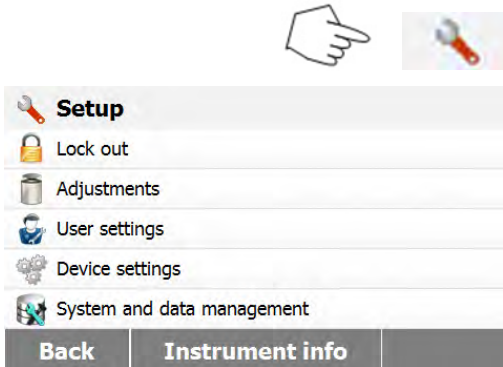 Setup
Lock out
Adjustments
User settings
Device settings
System and data management
Back Instrument info